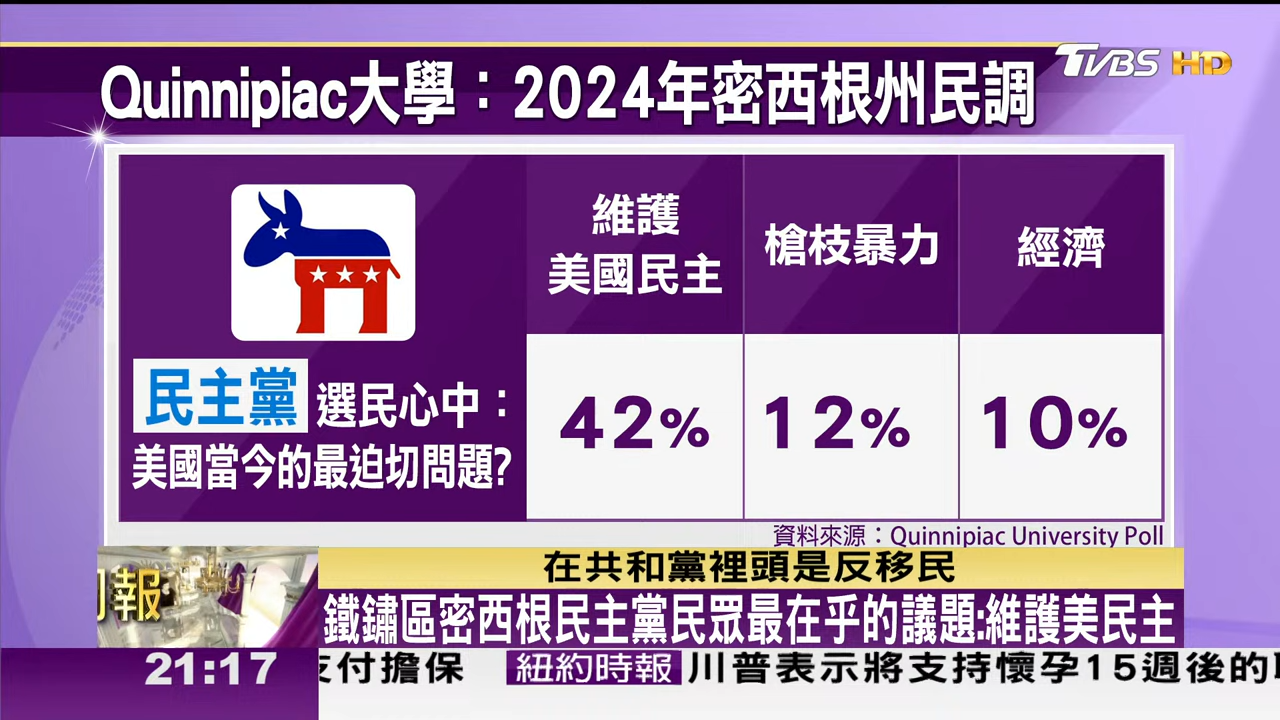 TVBS HD
Quinnipiac大學：2024年密西根州民調
維護
美國民主
槍枝暴力
經濟
民主黨 選民心中：
美國當今的最迫切問題?
42%
12%
10%
資料來源：Quinnipiac University Poll
在共和黨裡頭是反移民
報
鐵鏽區密西根民主黨民眾最在乎的議題:維護美民主
21:17
支付擔保 紐約時報 川普表示將支持懷孕15週後的